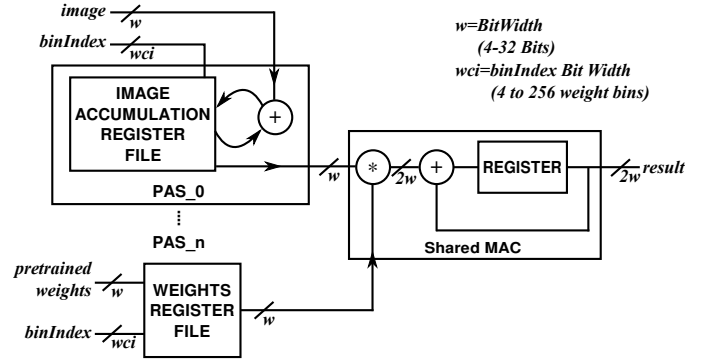 image
w
binIndex
wci
w=BitWidth
(4-32 Bits)
wci=binIndex Bit Width
(4 to 256 weight bins)
IMAGE
ACCUMULATION
REGISTER
FILE
+
PAS_0
w
*
2w
+
REGISTER
2w
result
Shared MAC
PAS_n
pretrained
weights
w
WEIGHTS
REGISTER
FILE
w
binIndex
wci